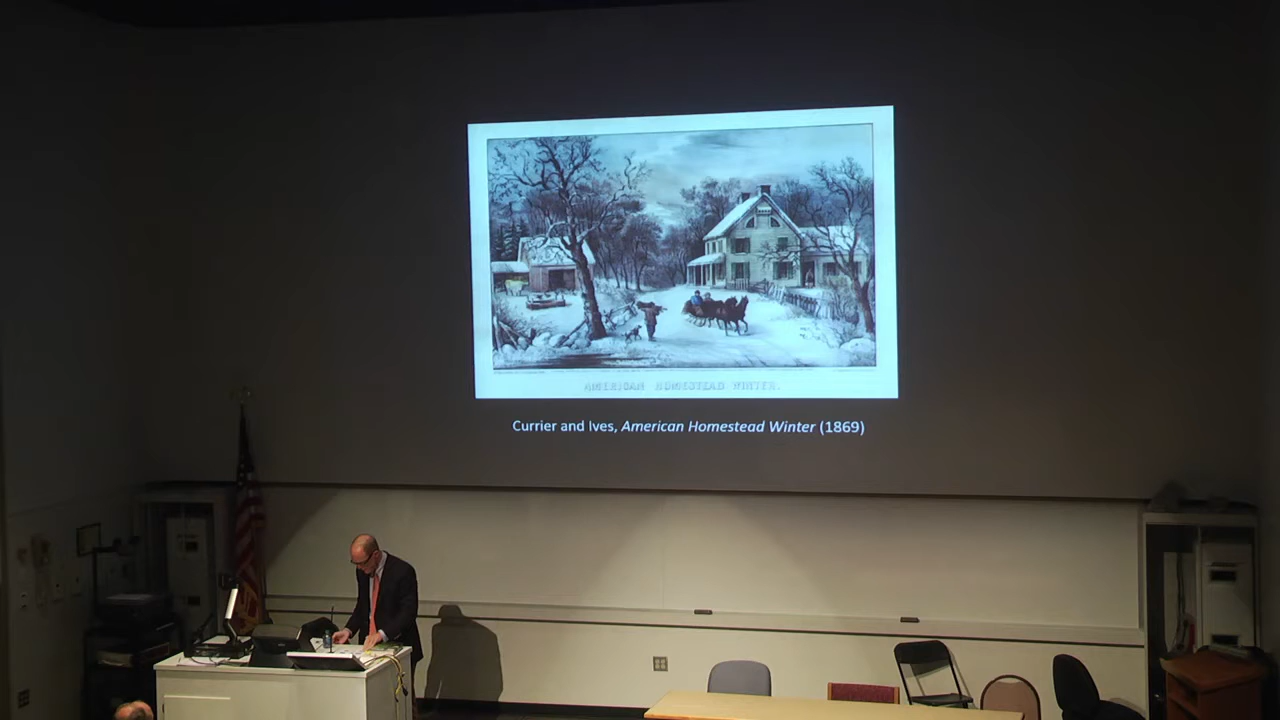 AMERICAN HOMESTEAD WINTER.
Currier and Ives, American Homestead Winter (1869)